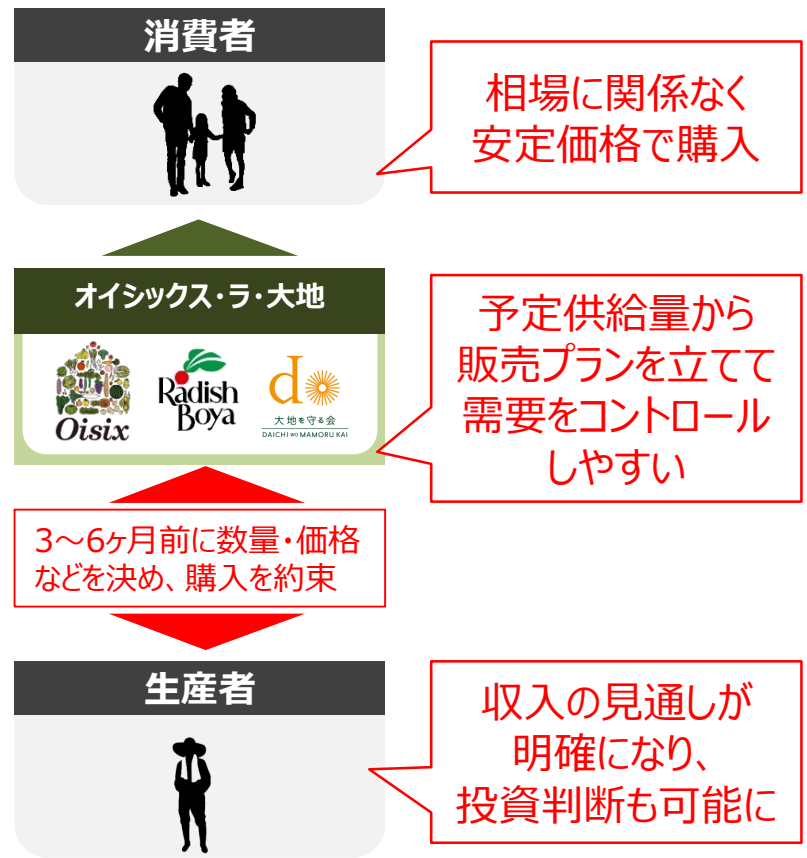 消費者
相場に関係なく
安定価格で購入
オイシックス・ラ・大地
Oisix
Radish
Boya
do
大地を守る会
DAICHI WO MAMORU KAI
予定供給量から
販売プランを立てて
需要をコントロール
しやすい
3～6ヶ月前に数量・価格
などを決め、購入を約束
生産者
収入の見通しが
明確になり、
投資判断も可能に